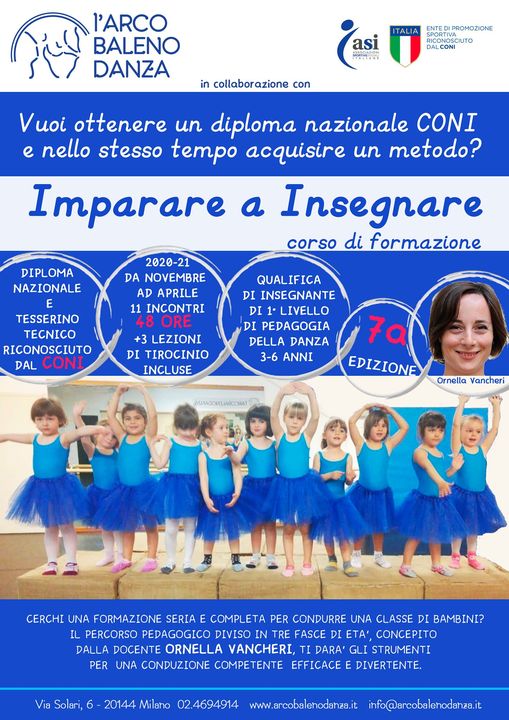 l'ARCO
BALENO
DANZA
asi
ASSOCIAZIONI
SPORTIVE SOCIALI
ITALIANE
ITALIA
ENTE DI PROMOZIONE
SPORTIVA
RICONOSCIUTO
DAL CONI
in collaborazione con
Vuoi ottenere un diploma nazionale CONI
e nello stesso tempo acquisire un metodo?
Imparare a Insegnare
corso di formazione
DIPLOMA
NAZIONALE
E
TESSERINO
TECNICO
RICONOSCIUTO
DAL CONI
2020-21
DA NOVEMBRE
AD APRILE
11 INCONTRI
48 ORE
+3 LEZIONI
DI TIROCINIO
INCLUSE
QUALIFICA
DI INSEGNANTE
DI 1° LIVELLO
DI PEDAGOGIA
DELLA DANZA
3-6 ANNI
7a
EDIZIONE
Ornella Vancheri
CERCHI UNA FORMAZIONE SERIA E COMPLETA PER CONDURRE UNA CLASSE DI BAMBINI?
IL PERCORSO PEDAGOGICO DIVISO IN TRE FASCE DI ETA', CONCEPITO
DALLA DOCENTE ORNELLA VANCHERI, TI DARA' GLI STRUMENTI
PER UNA CONDUZIONE COMPETENTE EFFICACE E DIVERTENTE.
Via Solari, 6 - 20144 Milano 02.4694914 www.arcobalenodanza.it info@arcobalenodanza.it